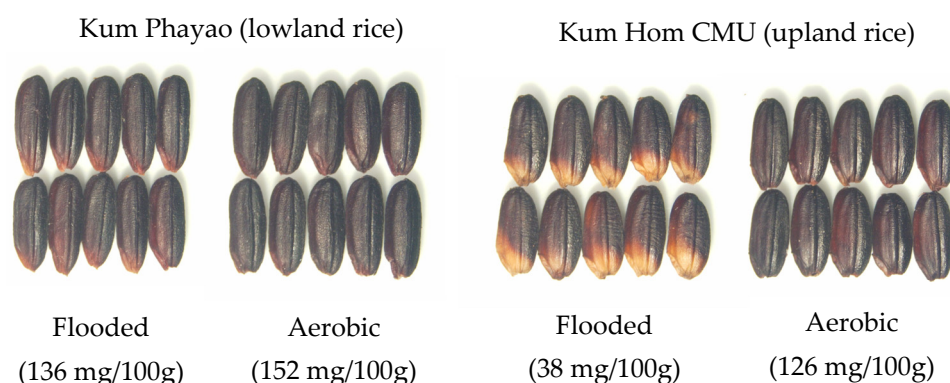 Kum Phayao (lowland rice)
Kum Hom CMU (upland rice)
Flooded
(136 mg/100g)
Aerobic
(152 mg/100g)
Flooded
(38 mg/100g)
Aerobic
(126 mg/100g)